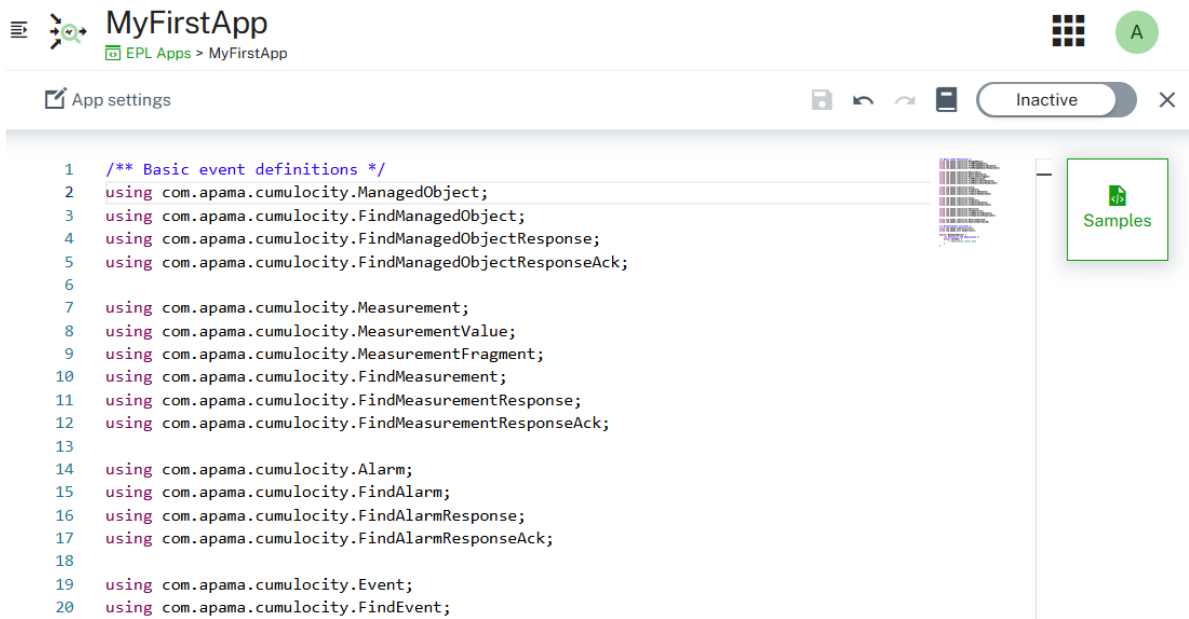 MyFirstApp
EPL Apps > MyFirstApp
A
App settings
Inactive
1 /** Basic event definitions */
2 using com.apama.cumulocity.ManagedObject;
3 using com.apama.cumulocity.FindManagedObject;
4 using com.apama.cumulocity.FindManagedObjectResponse;
5 using com.apama.cumulocity.FindManagedObjectResponseAck;
6
7 using com.apama.cumulocity.Measurement;
8 using com.apama.cumulocity.MeasurementValue;
9 using com.apama.cumulocity.MeasurementFragment;
10 using com.apama.cumulocity.FindMeasurement;
11 using com.apama.cumulocity.FindMeasurementResponse;
12 using com.apama.cumulocity.FindMeasurementResponseAck;
13
14 using com.apama.cumulocity.Alarm;
15 using com.apama.cumulocity.FindAlarm;
16 using com.apama.cumulocity.FindAlarmResponse;
17 using com.apama.cumulocity.FindAlarmResponseAck;
18
19 using com.apama.cumulocity.Event;
20 using com.apama.cumulocity.FindEvent;
Samples